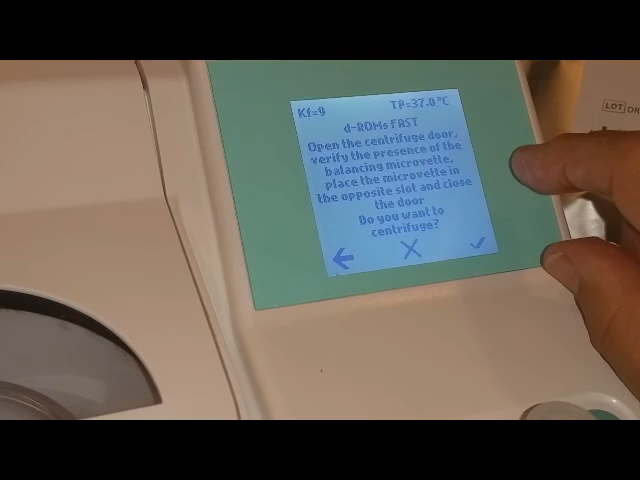 Kf=9 TP=37.0 °C
d-ROMs FAST
Open the centrifuge door,
verify the presence of the
balancing microvette,
place the microvette in
the opposite slot and close
the door
Do you want to
centrifuge?
LOT DR